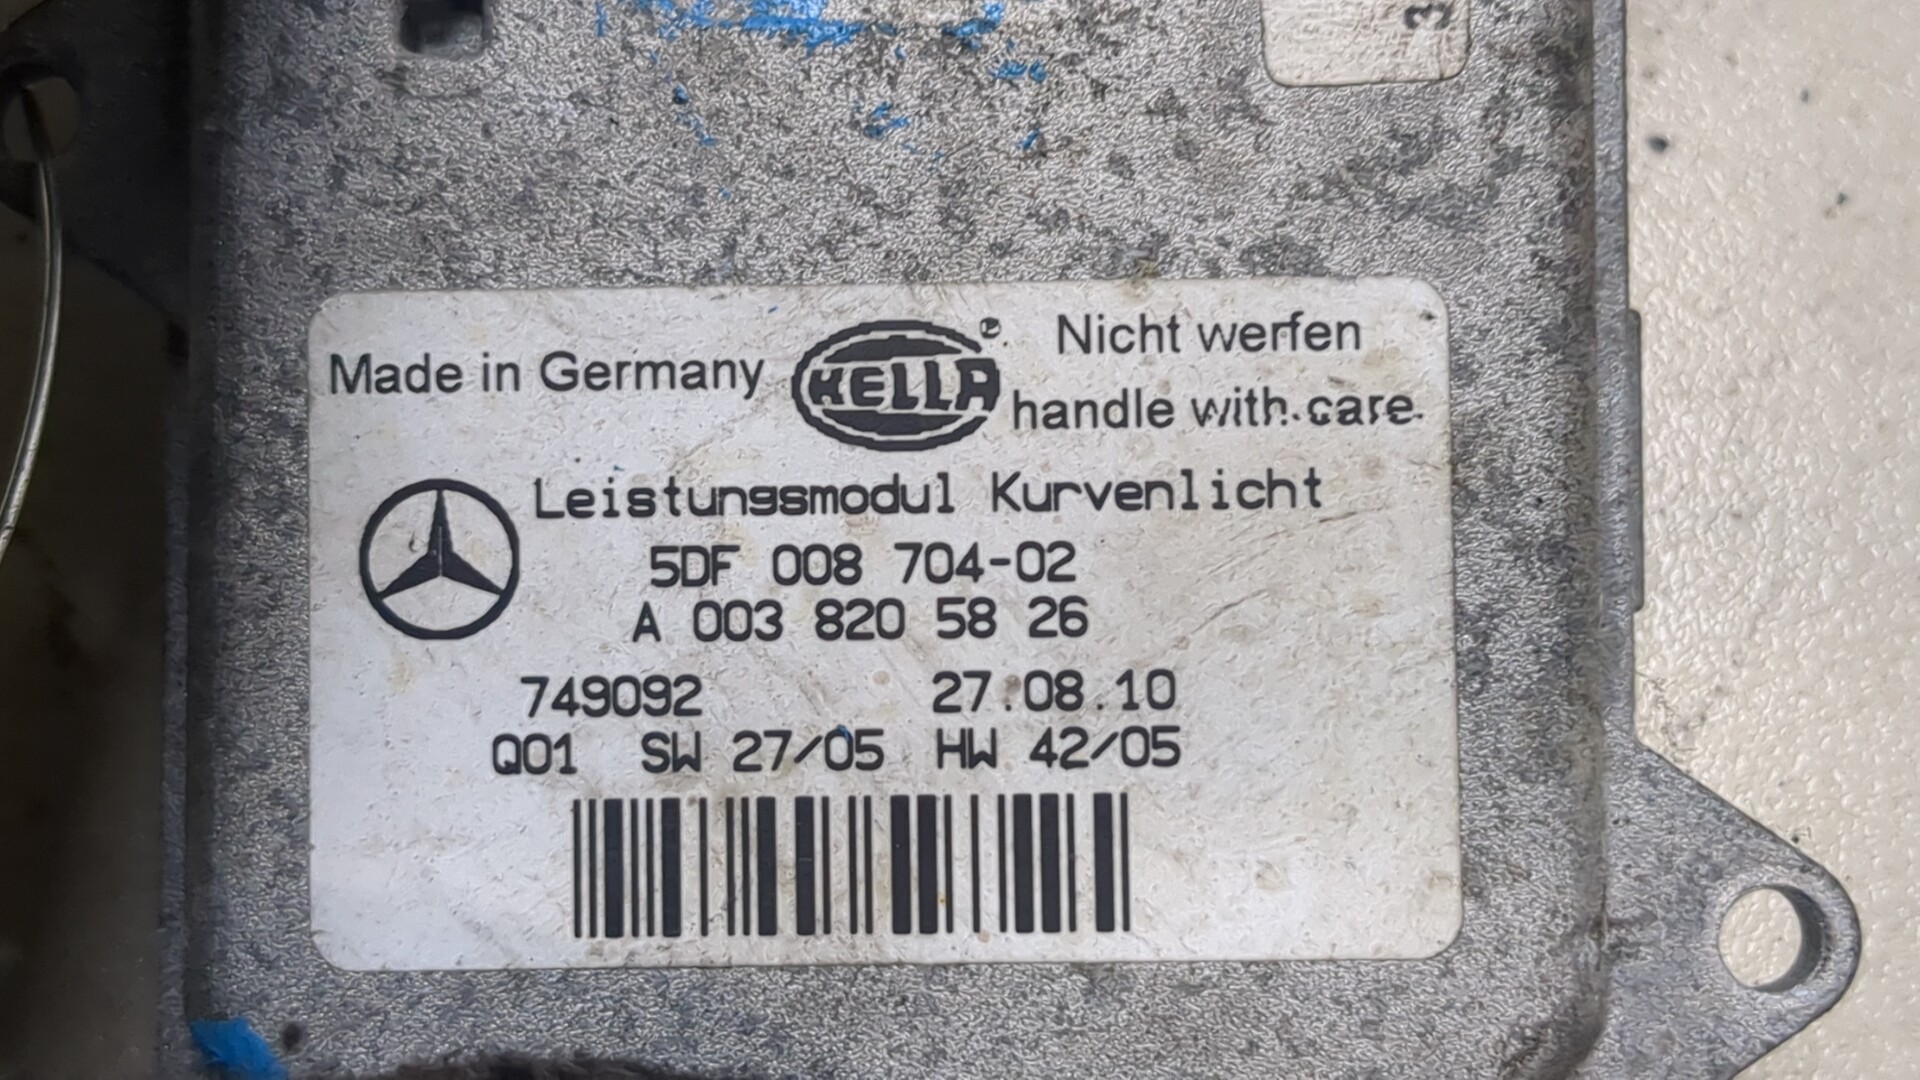 3
Made in Germany
HELLA
Nicht werfen
handle with care
Leistungsmodul Kurvenlicht
5DF 008 704-02
A 003 820 58 26
749092 27.08.10
Q01 SW 27/05 HW 42/05